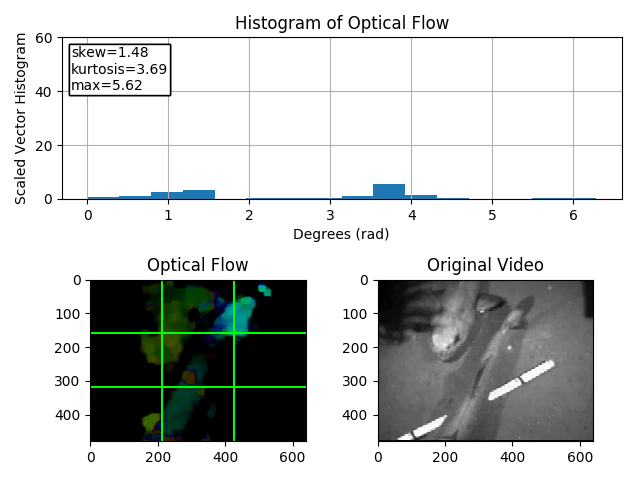 Histogram of Optical Flow
Scaled Vector Histogram
60
40
20
0
skew=1.48
kurtosis=3.69
max=5.62
0 1 2 3 4 5 6
Degrees (rad)
Optical Flow
0
100
200
300
400
0 200 400 600
Original Video
0
100
200
300
400
0 200 400 600